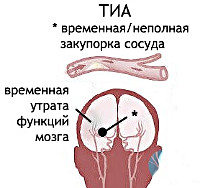 ТИА
* временная/неполная
закупорка сосуда
временная
утрата
функций
мозга
*